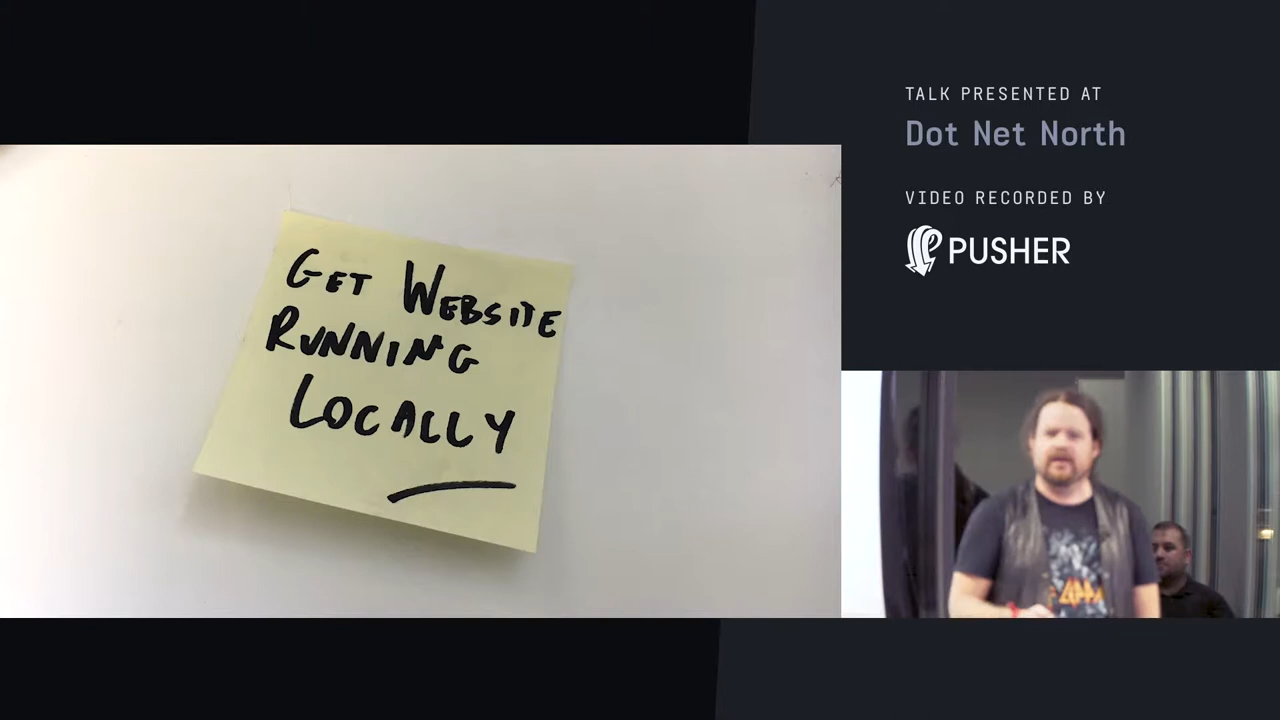 GET WEBSITE
RUNNING
LOCALLY
TALK PRESENTED AT
Dot Net North
VIDEO RECORDED BY
PUSHER